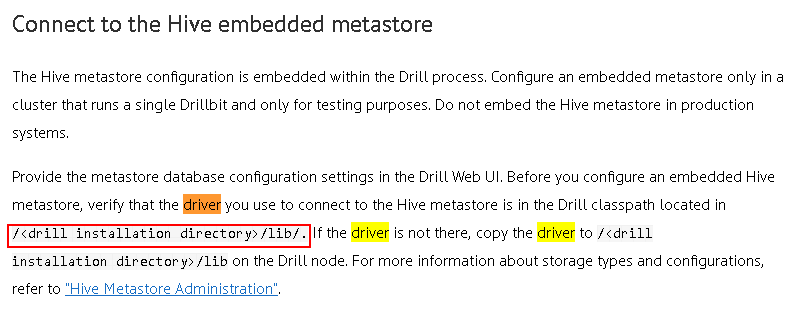 Connect to the Hive embedded metastore
The Hive metastore configuration is embedded within the Drill process. Configure an embedded metastore only in a
cluster that runs a single Drillbit and only for testing purposes. Do not embed the Hive metastore in production
systems.
Provide the metastore database configuration settings in the Drill Web UI. Before you configure an embedded Hive
metastore, verify that the driver you use to connect to the Hive metastore is in the Drill classpath located in
/<drill installation directory>/lib/. If the driver is not there, copy the driver to /<drill
installation directory>/lib on the Drill node. For more information about storage types and configurations,
refer to "Hive Metastore Administration".